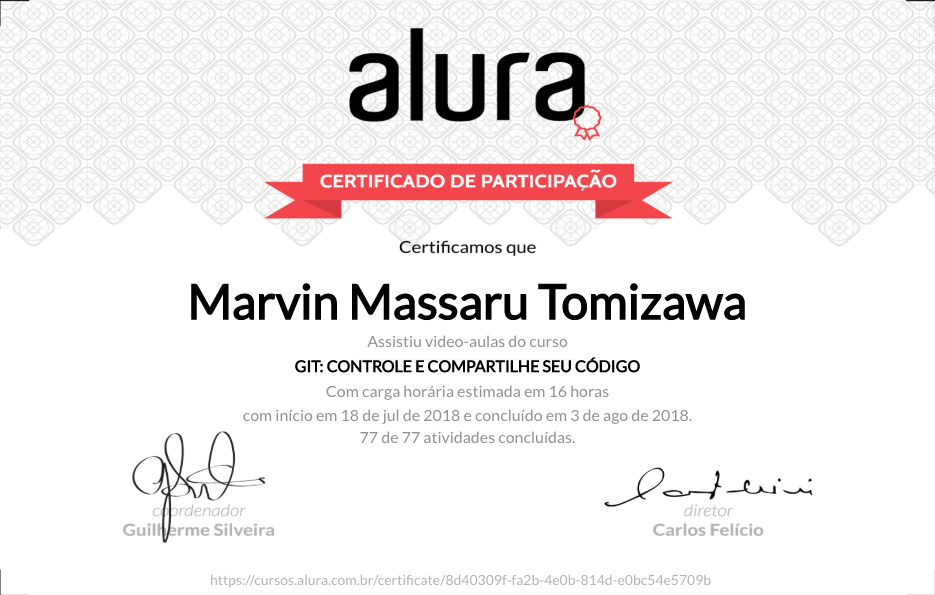 alura
CERTIFICADO DE PARTICIPAÇÃO
Certificamos que
Marvin Massaru Tomizawa
Assistiu video-aulas do curso
GIT: CONTROLE E COMPARTILHE SEU CÓDIGO
Com carga horária estimada em 16 horas
com início em 18 de jul de 2018 e concluído em 3 de ago de 2018.
77 de 77 atividades concluídas.
coordenador
Guilherme Silveira
diretor
Carlos Felício
https://cursos.alura.com.br/certificate/8d40309f-fa2b-4e0b-814d-e0bc54e5709b